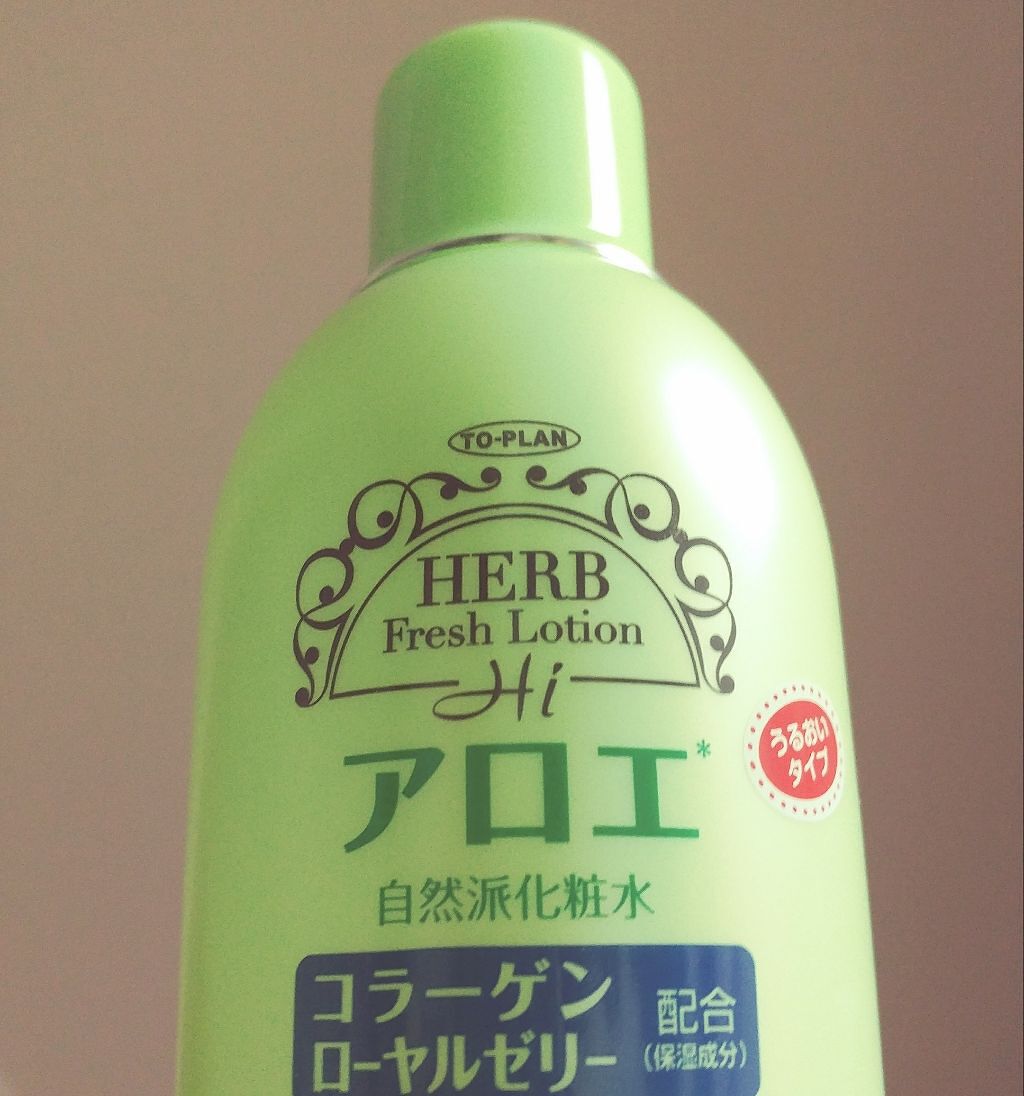 TO-PLAN
HERB
Fresh Lotion
Hi
アロエ*
うるおい
タイプ
自然派化粧水
コラーゲン
ローヤルゼリー
配合
(保湿成分)